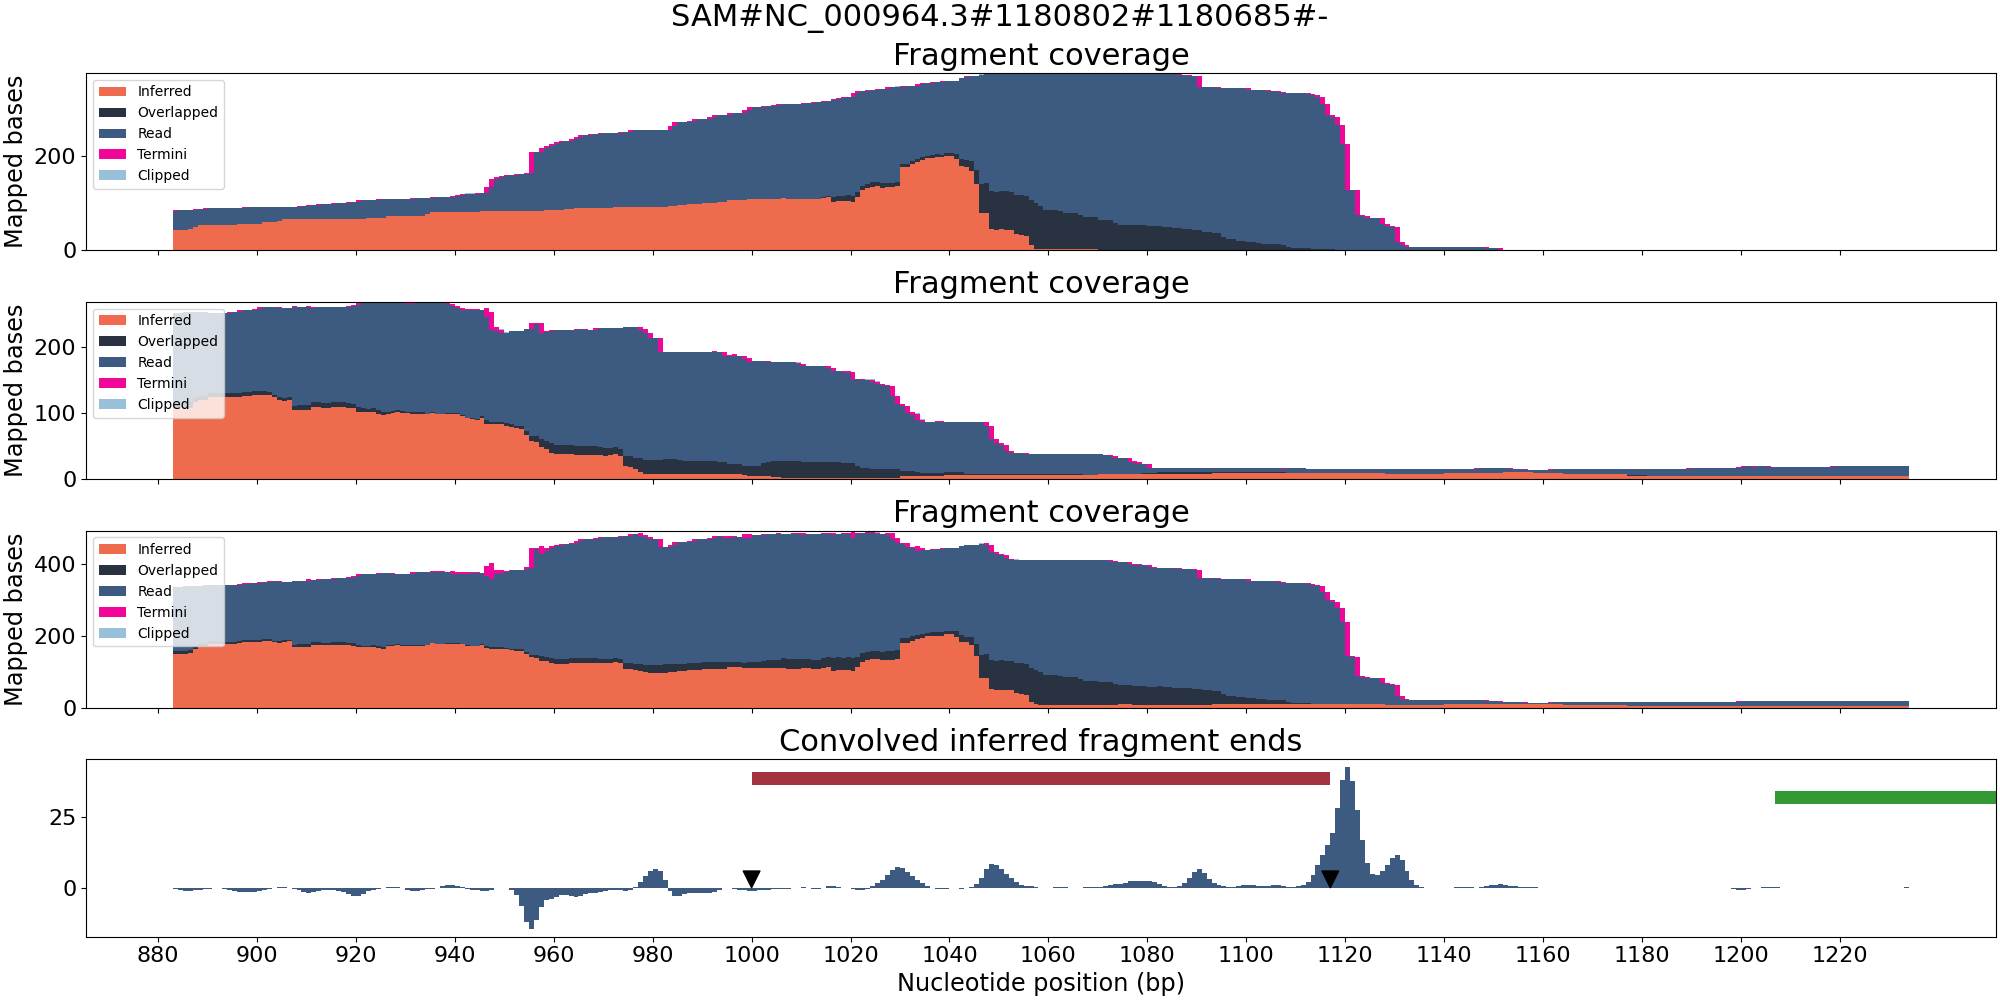 SAM#NC_000964.3#1180802#1180685#-
Fragment coverage
Mapped bases
200
0
Inferred
Overlapped
Read
Termini
Clipped
Fragment coverage
Mapped bases
200
100
0
Inferred
Overlapped
Read
Termini
Clipped
Fragment coverage
Mapped bases
400
200
0
Inferred
Overlapped
Read
Termini
Clipped
Convolved inferred fragment ends
25
0
880 900 920 940 960 980 1000 1020 1040 1060 1080 1100 1120 1140 1160 1180 1200 1220
Nucleotide position (bp)